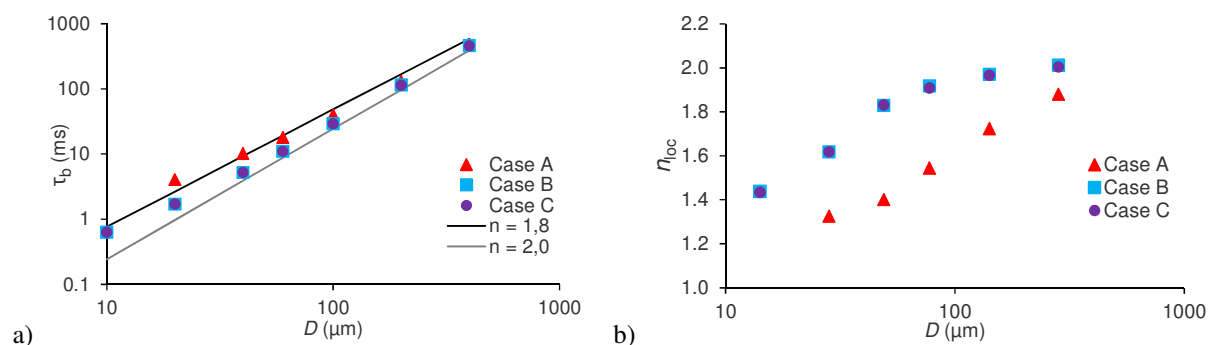 1000
100
10
1
0.1
τb (ms)
10
100
1000
D (µm)
Case A
Case B
Case C
n = 1,8
n = 2,0
a)
2.2
2.0
1.8
1.6
1.4
1.2
1.0
nloc
10
100
1000
D (µm)
Case A
Case B
Case C
b)